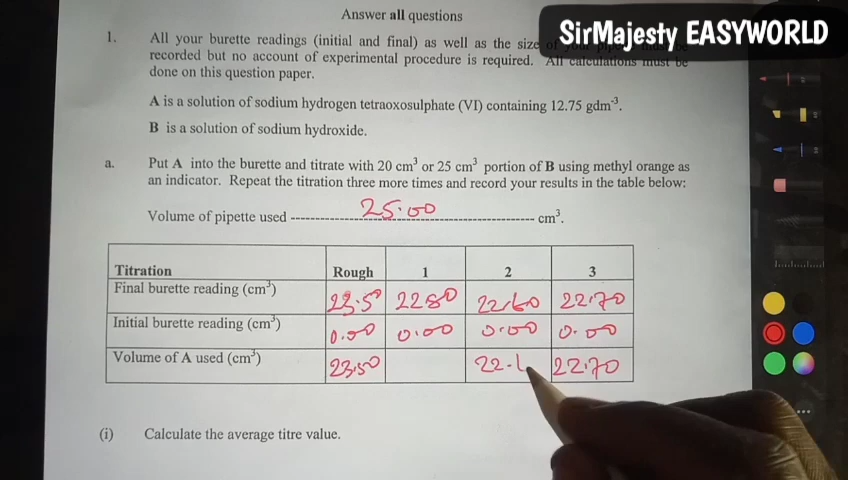 Answer all questions
SirMajesty EASYWORLD
1. All your burette readings (initial and final) as well as the size of your must be
recorded but no account of experimental procedure is required. All calculations must be
done on this question paper.
A is a solution of sodium hydrogen tetraoxosulphate (VI) containing 12.75 gdm⁻³.
B is a solution of sodium hydroxide.
a. Put A into the burette and titrate with 20 cm³ or 25 cm³ portion of B using methyl orange as
an indicator. Repeat the titration three more times and record your results in the table below:
Volume of pipette used 25.00 cm³.
Titration Rough 1 2 3
Final burette reading (cm³) 23.50 22.80 22.60 22.70
Initial burette reading (cm³) 0.00 0.00 0.00 0.00
Volume of A used (cm³) 23.50 22. 22.70
(i) Calculate the average titre value.